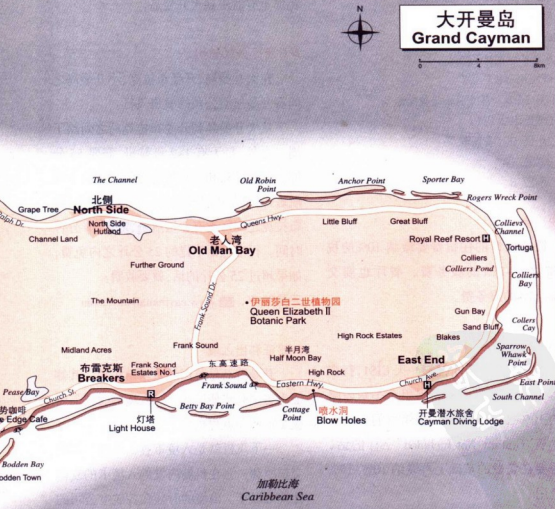 N
大开曼岛
Grand Cayman
0 4 8km
The Channel
Old Robin
Point
Anchor Point
Sporter Bay
Rogers Wreck Point
Grape Tree
北侧
North Side
North Side
Hutland
Channel Land
老人湾
Old Man Bay
Queens Hwy.
Little Bluff
Great Bluff
Collievs
Channel
Royal Reef Resort H
Tortuga
Further Ground
Colliers
Colliers Pond
Colliers
Bay
Frank Sound Dr.
The Mountain
伊丽莎白二世植物园
Queen Elizabeth II
Botanic Park
Gun Bay
Sand Bluff
Collers
Cay
High Rock Estates
Blakes
Midland Acres
Frank Sound
半月湾
Half Moon Bay
Sparrow
Whawk
Point
布雷克斯
Breakers
Frank Sound
Estates No.1
东高速路
East End
High Rock
Church Ave.
East Point
Pease Bay
Church St.
R
Frank Sound
Eastern Hwy.
H
South Channel
势咖啡
e Edge Cafe
灯塔
Light House
Betty Bay Point
Cottage
Point
喷水洞
Blow Holes
开曼潜水旅舍
Cayman Diving Lodge
Bodden Bay
odden Town
加勒比海
Caribbean Sea